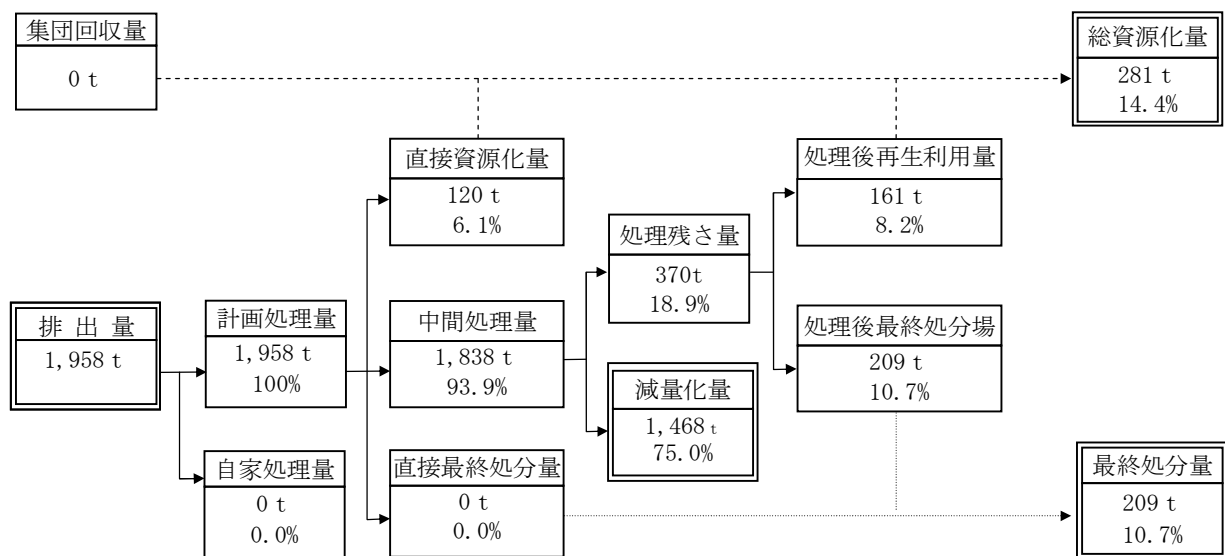 集団回収量
0 t
総資源化量
281 t
14.4%
直接資源化量
120 t
6.1%
処理後再生利用量
161 t
8.2%
処理残さ量
370t
18.9%
排 出 量
1,958 t
計画処理量
1,958 t
100%
中間処理量
1,838 t
93.9%
減量化量
1,468 t
75.0%
処理後最終処分場
209 t
10.7%
自家処理量
0 t
0.0%
直接最終処分量
0 t
0.0%
最終処分量
209 t
10.7%